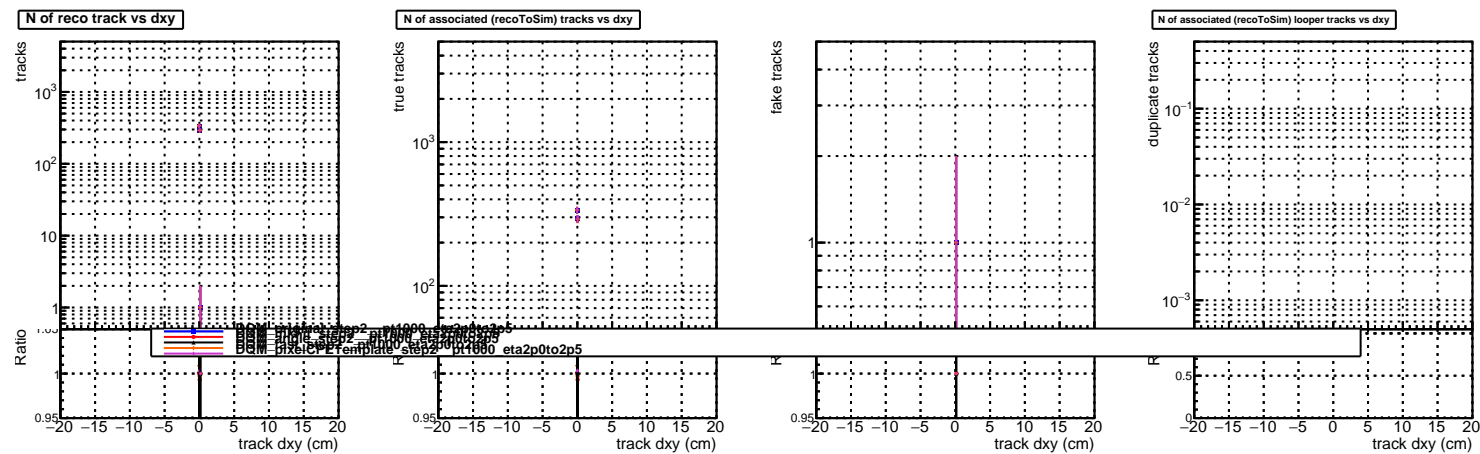 N of reco track vs dxy
N of associated (recoToSim) tracks vs dxy
N of associated (recoToSim) looper tracks vs dxy
tracks
10³
10²
10
1
true tracks
10³
10²
fake tracks
1
duplicate tracks
10⁻¹
10⁻²
10⁻³
DQM_original_step2__pt1000_eta2p0to2p5
DQM_angle_step2__pt1000_eta2p0to2p5
DQM_pixelCPETemplate_step2__pt1000_eta2p0to2p5
Ratio
1
0.95
1
0.95
1
0.95
0.5
0
−20 −15 −10 −5 0 5 10 15 20
−20 −15 −10 −5 0 5 10 15 20
−20 −15 −10 −5 0 5 10 15 20
−20 −15 −10 −5 0 5 10 15 20
track dxy (cm)
track dxy (cm)
track dxy (cm)
track dxy (cm)